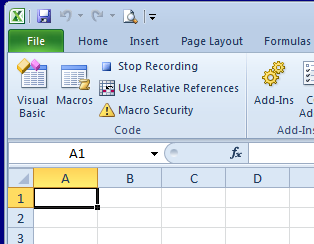 File Home Insert Page Layout Formulas
Visual Basic
Macros
Stop Recording
Use Relative References
Macro Security
Code
Add-Ins
Add-Ins
A1 fx
A B C D
1
2
3